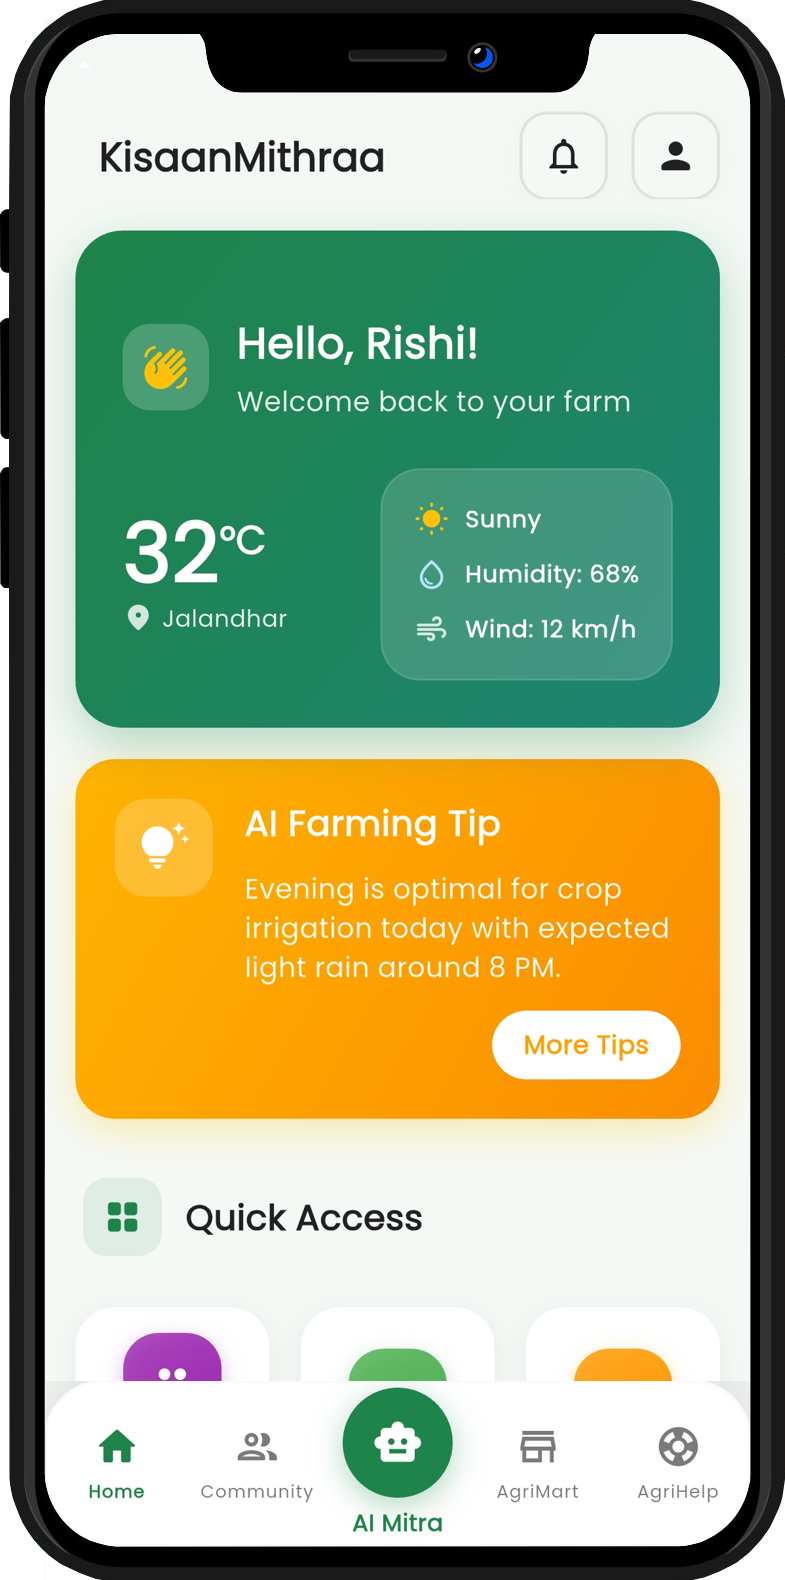 KisaanMithraa
Hello, Rishi!
Welcome back to your farm
32°C
Jalandhar
Sunny
Humidity: 68%
Wind: 12 km/h
AI Farming Tip
Evening is optimal for crop
irrigation today with expected
light rain around 8 PM.
More Tips
Quick Access
Home
Community
AI Mitra
AgriMart
AgriHelp